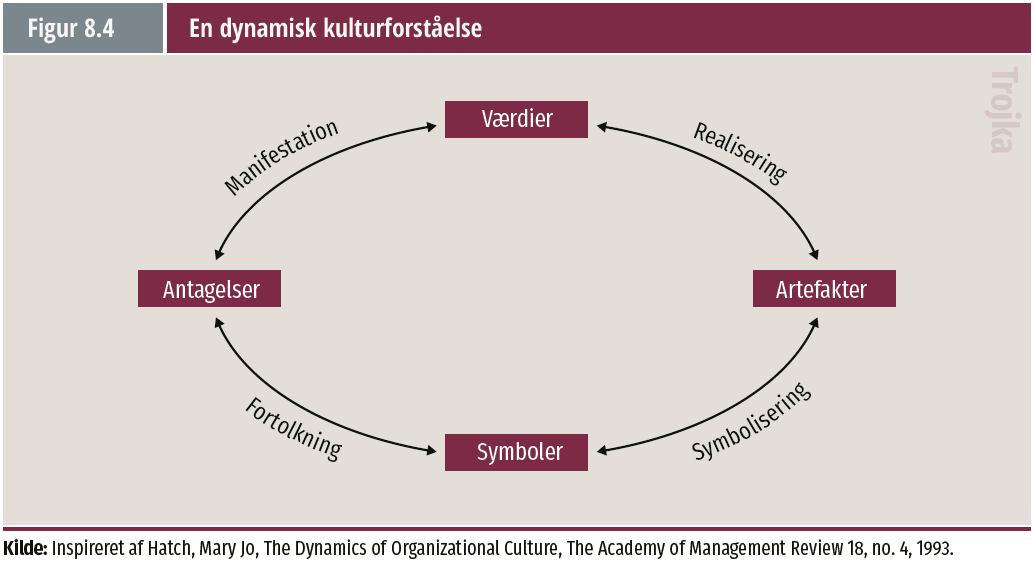 Figur 8.4
En dynamisk kulturforståelse
Trojka
Værdier
Manifestation
Realisering
Antagelser
Artefakter
Fortolkning
Symbolisering
Symboler
Kilde: Inspireret af Hatch, Mary Jo, The Dynamics of Organizational Culture, The Academy of Management Review 18, no. 4, 1993.